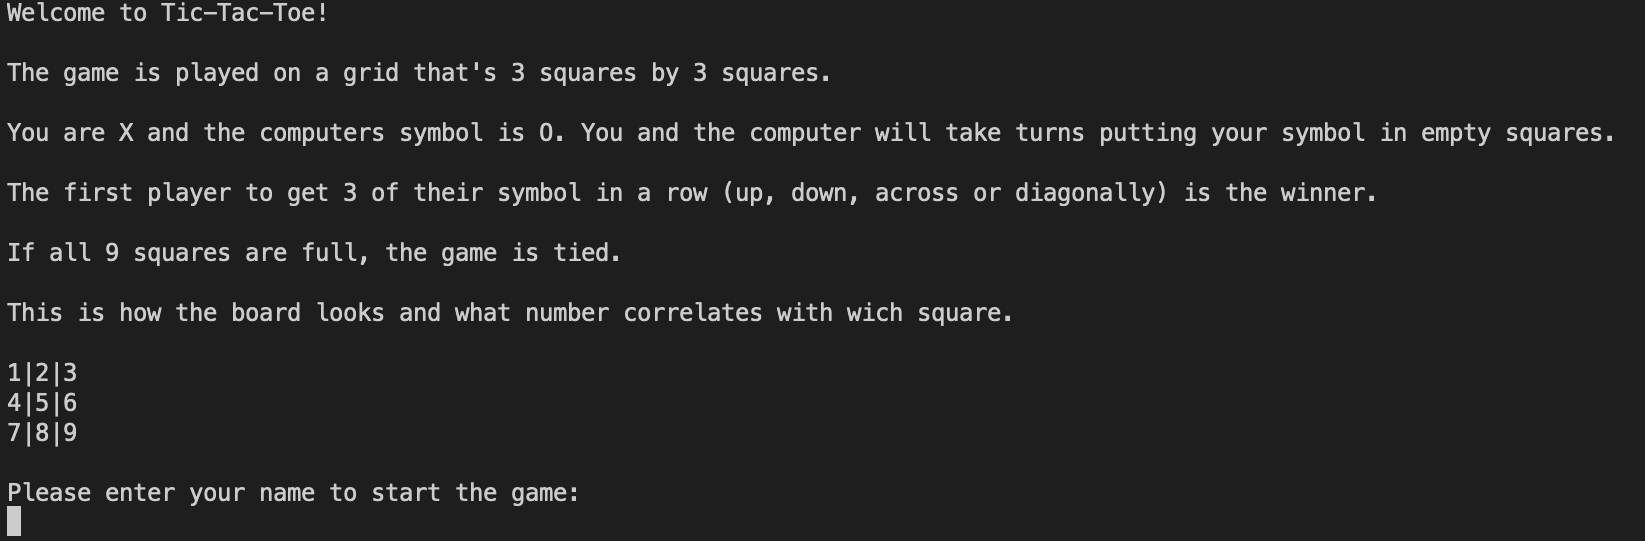 Welcome to Tic-Tac-Toe!
The game is played on a grid that's 3 squares by 3 squares.
You are X and the computers symbol is O. You and the computer will take turns putting your symbol in empty squares.
The first player to get 3 of their symbol in a row (up, down, across or diagonally) is the winner.
If all 9 squares are full, the game is tied.
This is how the board looks and what number correlates with wich square.
1|2|3
4|5|6
7|8|9
Please enter your name to start the game: